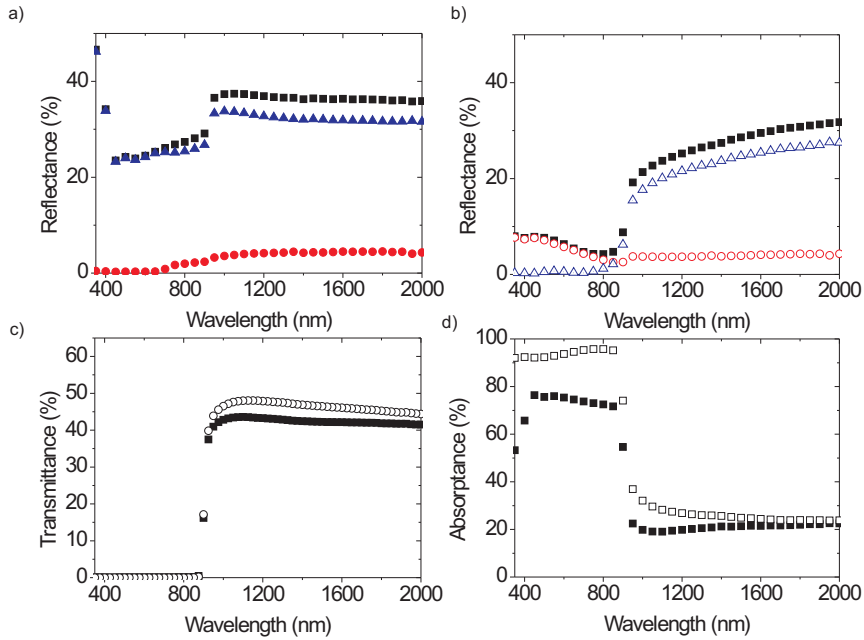 a)
Reflectance (%)
40
20
0
400 800 1200 1600 2000
Wavelength (nm)
b)
Reflectance (%)
40
20
0
400 800 1200 1600 2000
Wavelength (nm)
c)
Transmittance (%)
60
50
40
30
20
10
0
400 800 1200 1600 2000
Wavelength (nm)
d)
Absorptance (%)
100
80
60
40
20
0
400 800 1200 1600 2000
Wavelength (nm)